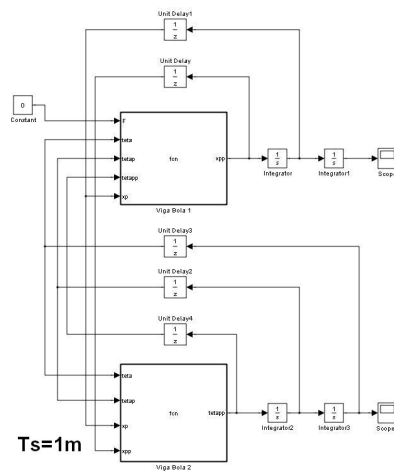 Unit Delay1
1
z
Unit Delay
1
z
0
Constant
F
teta
tetap
tetapp
xp
fcn
xpp
Viga Bola 1
1
s
Integrator
1
s
Integrator1
Scope
Unit Delay3
1
z
Unit Delay2
1
z
Unit Delay4
1
z
teta
tetap
xp
xpp
fcn
tetapp
Viga Bola 2
1
s
Integrator2
1
s
Integrator3
Scope
Ts=1m